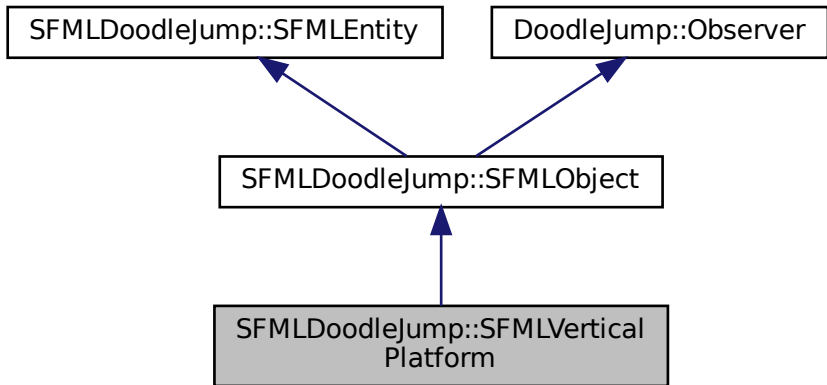 SFMLDoodleJump::SFMLEntity
DoodleJump::Observer
SFMLDoodleJump::SFMLObject
SFMLDoodleJump::SFMLVertical
Platform